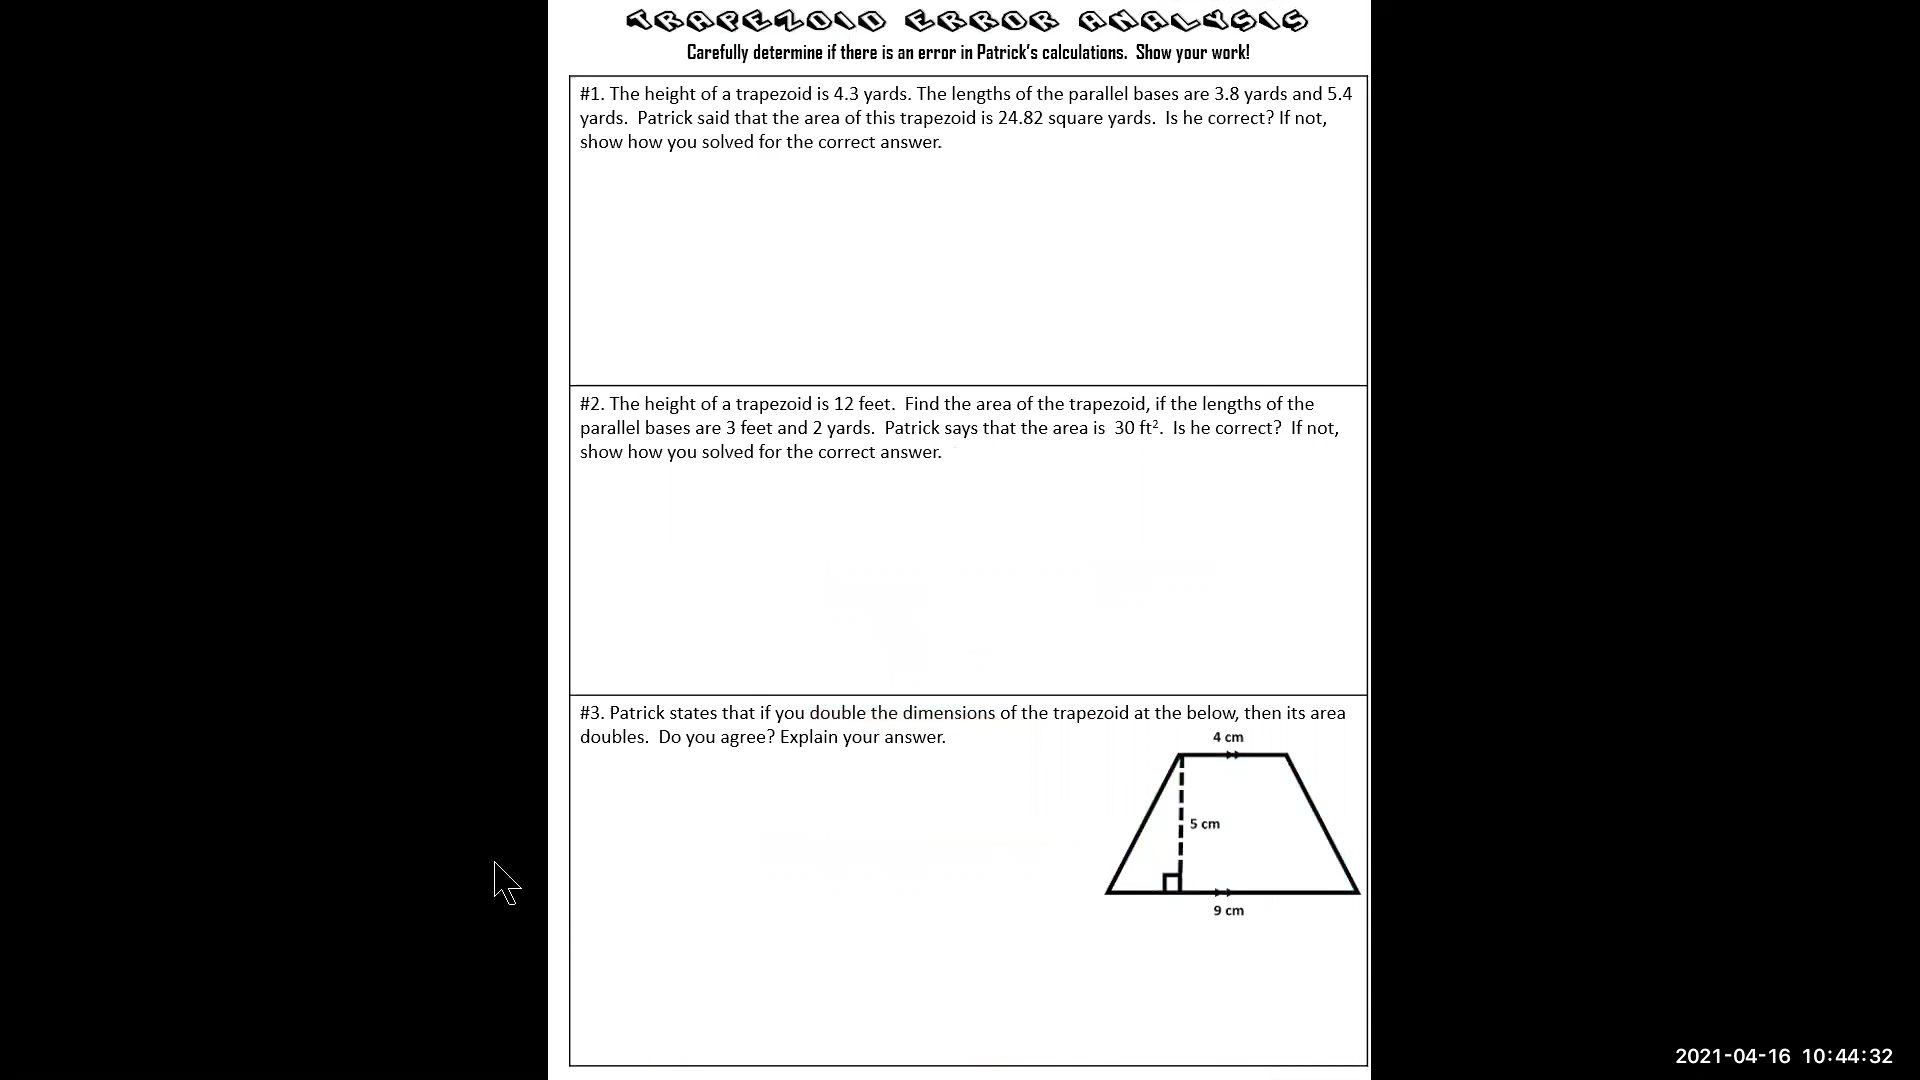 TRAPEZOID ERROR ANALYSIS
Carefully determine if there is an error in Patrick's calculations. Show your work!
#1. The height of a trapezoid is 4.3 yards. The lengths of the parallel bases are 3.8 yards and 5.4
yards. Patrick said that the area of this trapezoid is 24.82 square yards. Is he correct? If not,
show how you solved for the correct answer.
#2. The height of a trapezoid is 12 feet. Find the area of the trapezoid, if the lengths of the
parallel bases are 3 feet and 2 yards. Patrick says that the area is 30 ft². Is he correct? If not,
show how you solved for the correct answer.
#3. Patrick states that if you double the dimensions of the trapezoid at the below, then its area
doubles. Do you agree? Explain your answer.
4 cm
5 cm
9 cm
2021-04-16 10:44:32